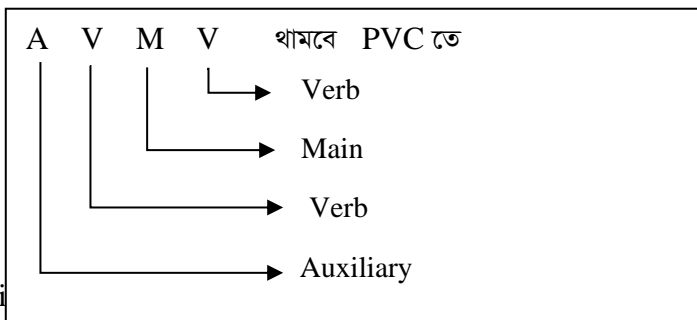 A V M V থামবে PVC তে
Verb
Main
Verb
Auxiliary
i